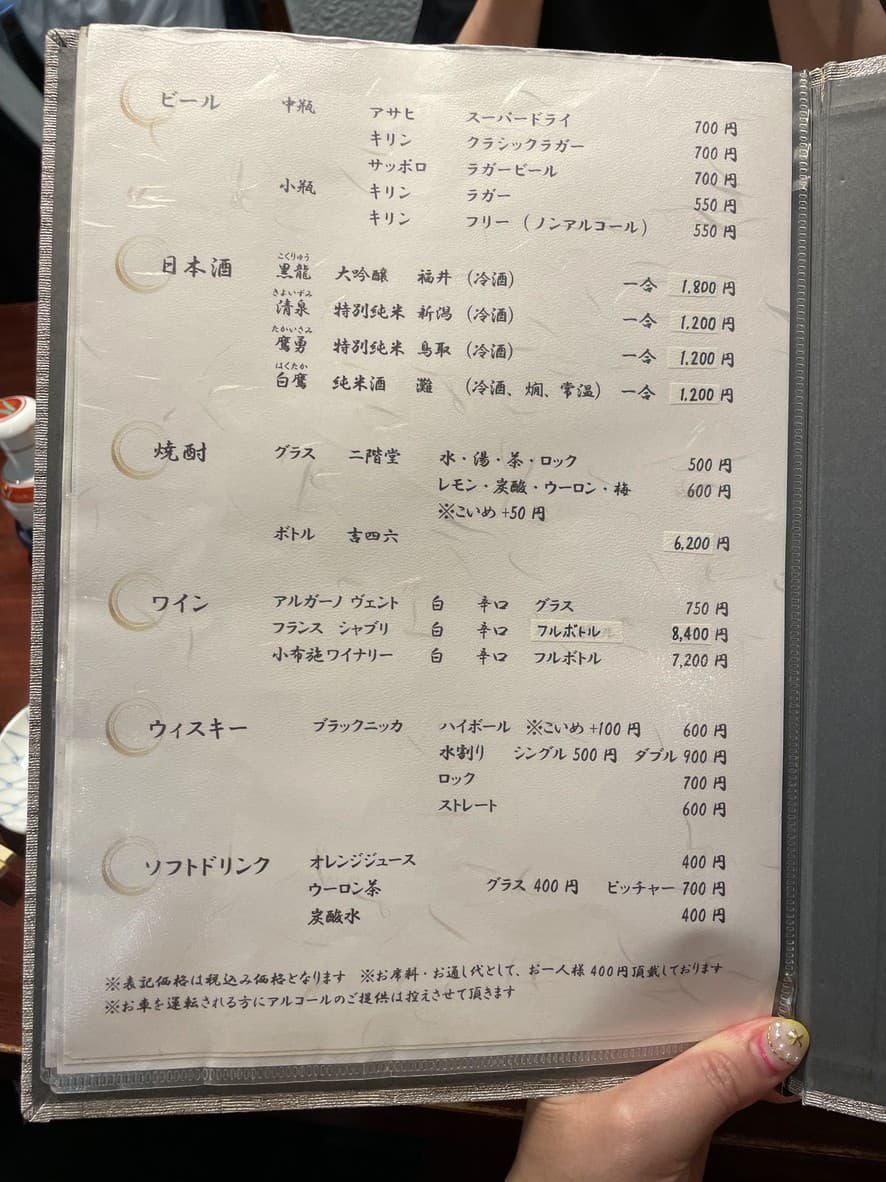 ビール 中瓶 アサヒ スーパードライ 700円
キリン クラシックラガー 700円
サッポロ ラガービール 700円
小瓶 キリン ラガー 550円
キリン フリー（ノンアルコール） 550円
こくりゅう
日本酒 黒龍 大吟醸 福井（冷酒） 一合 1,800円
きよいずみ
清泉 特別純米 新潟（冷酒） 一合 1,200円
たかいさみ
鷹勇 特別純米 鳥取（冷酒） 一合 1,200円
はくたか
白鷹 純米酒 灘（冷酒、燗、常温） 一合 1,200円
焼酎 グラス 二階堂 水・湯・茶・ロック 500円
レモン・炭酸・ウーロン・梅 600円
※こいめ+50円
ボトル 吉四六 6,200円
ワイン アルガーノ ヴェント 白 辛口 グラス 750円
フランス シャブリ 白 辛口 フルボトル 8,400円
小布施ワイナリー 白 辛口 フルボトル 7,200円
ウィスキー ブラックニッカ ハイボール ※こいめ+100円 600円
水割り シングル500円 ダブル900円
ロック 700円
ストレート 600円
ソフトドリンク オレンジジュース 400円
ウーロン茶 グラス400円 ピッチャー700円
炭酸水 400円
※表記価格は税込み価格となります ※お席料・お通し代として、お一人様400円頂戴しております
※お車を運転される方にアルコールのご提供は控えさせて頂きます